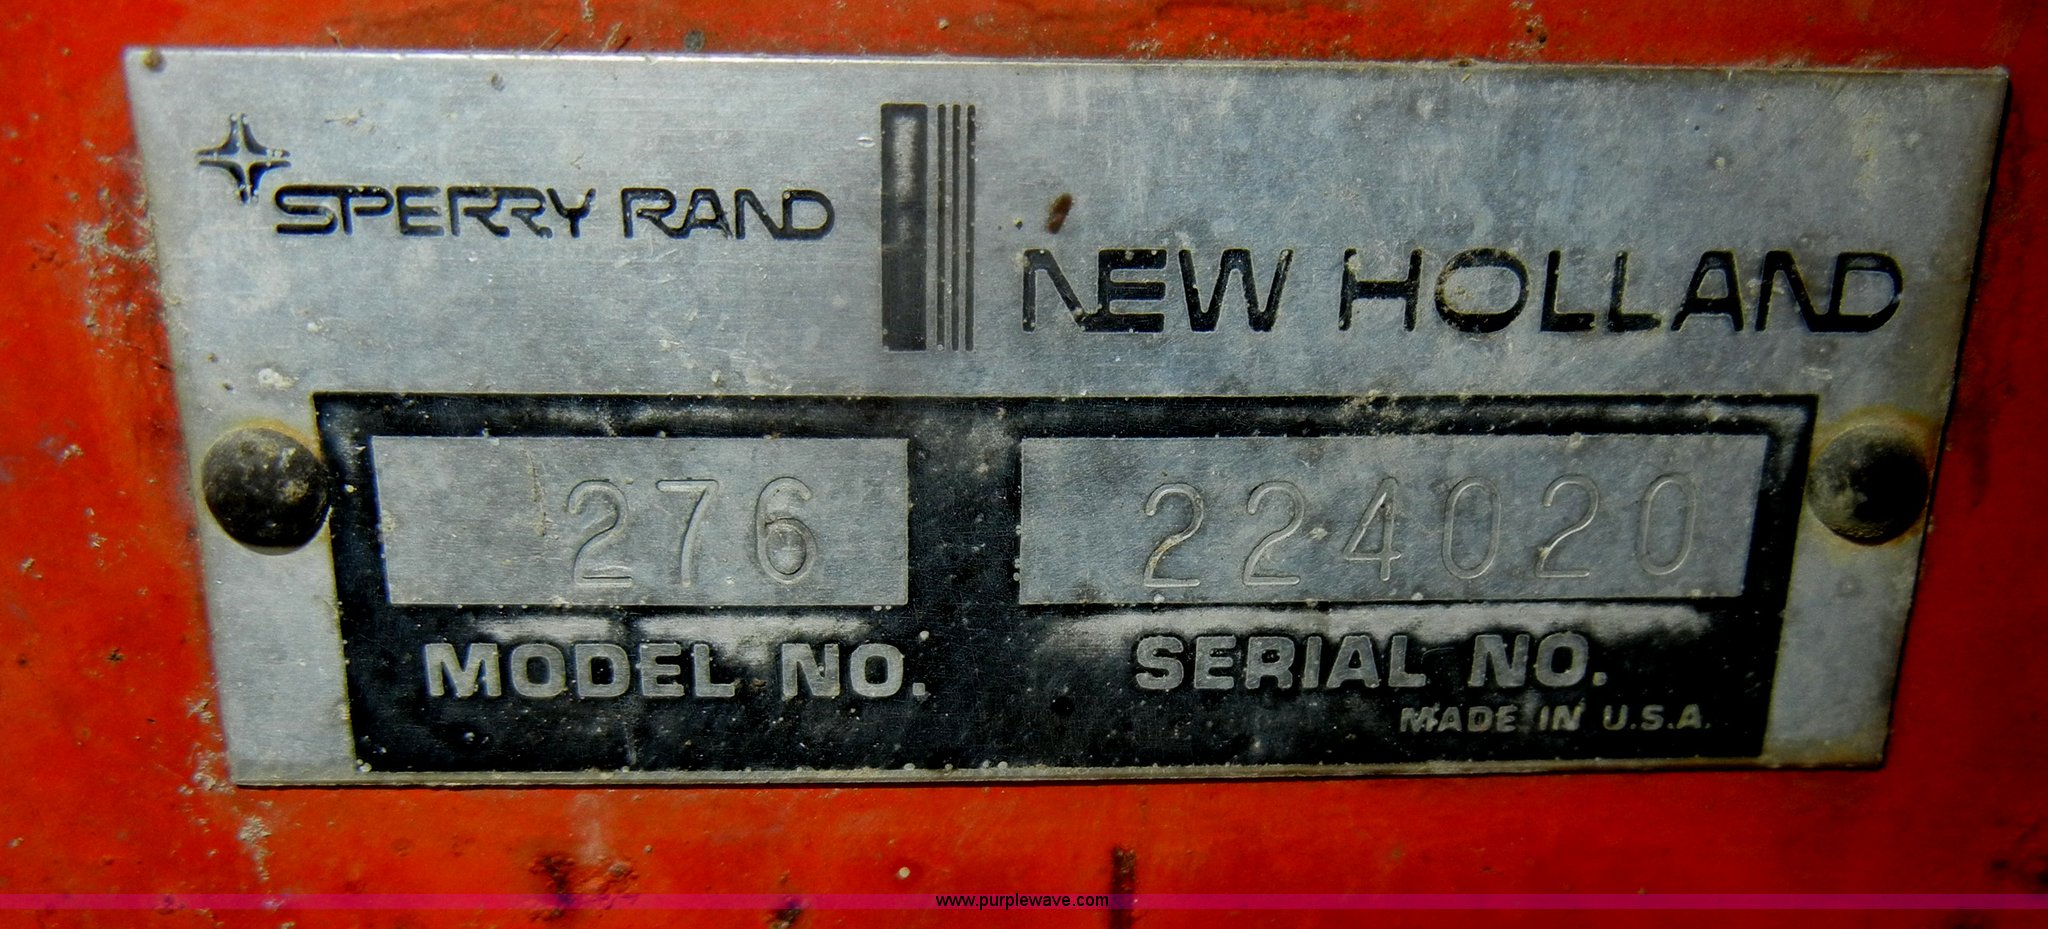 SPERRY RAND
NEW HOLLAND
276 224020
MODEL NO. SERIAL NO.
MADE IN U.S.A.
www.purplewave.com